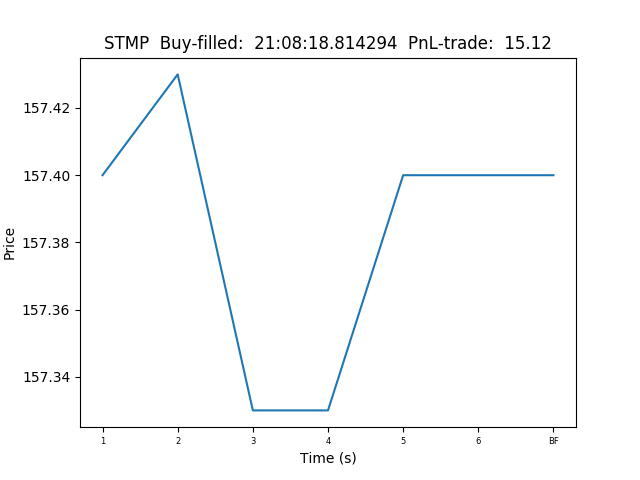 STMP  Buy-filled:  21:08:18.814294  PnL-trade:  15.12
157.42
157.40
157.38
157.36
157.34
Price
1 2 3 4 5 6 BF
Time (s)